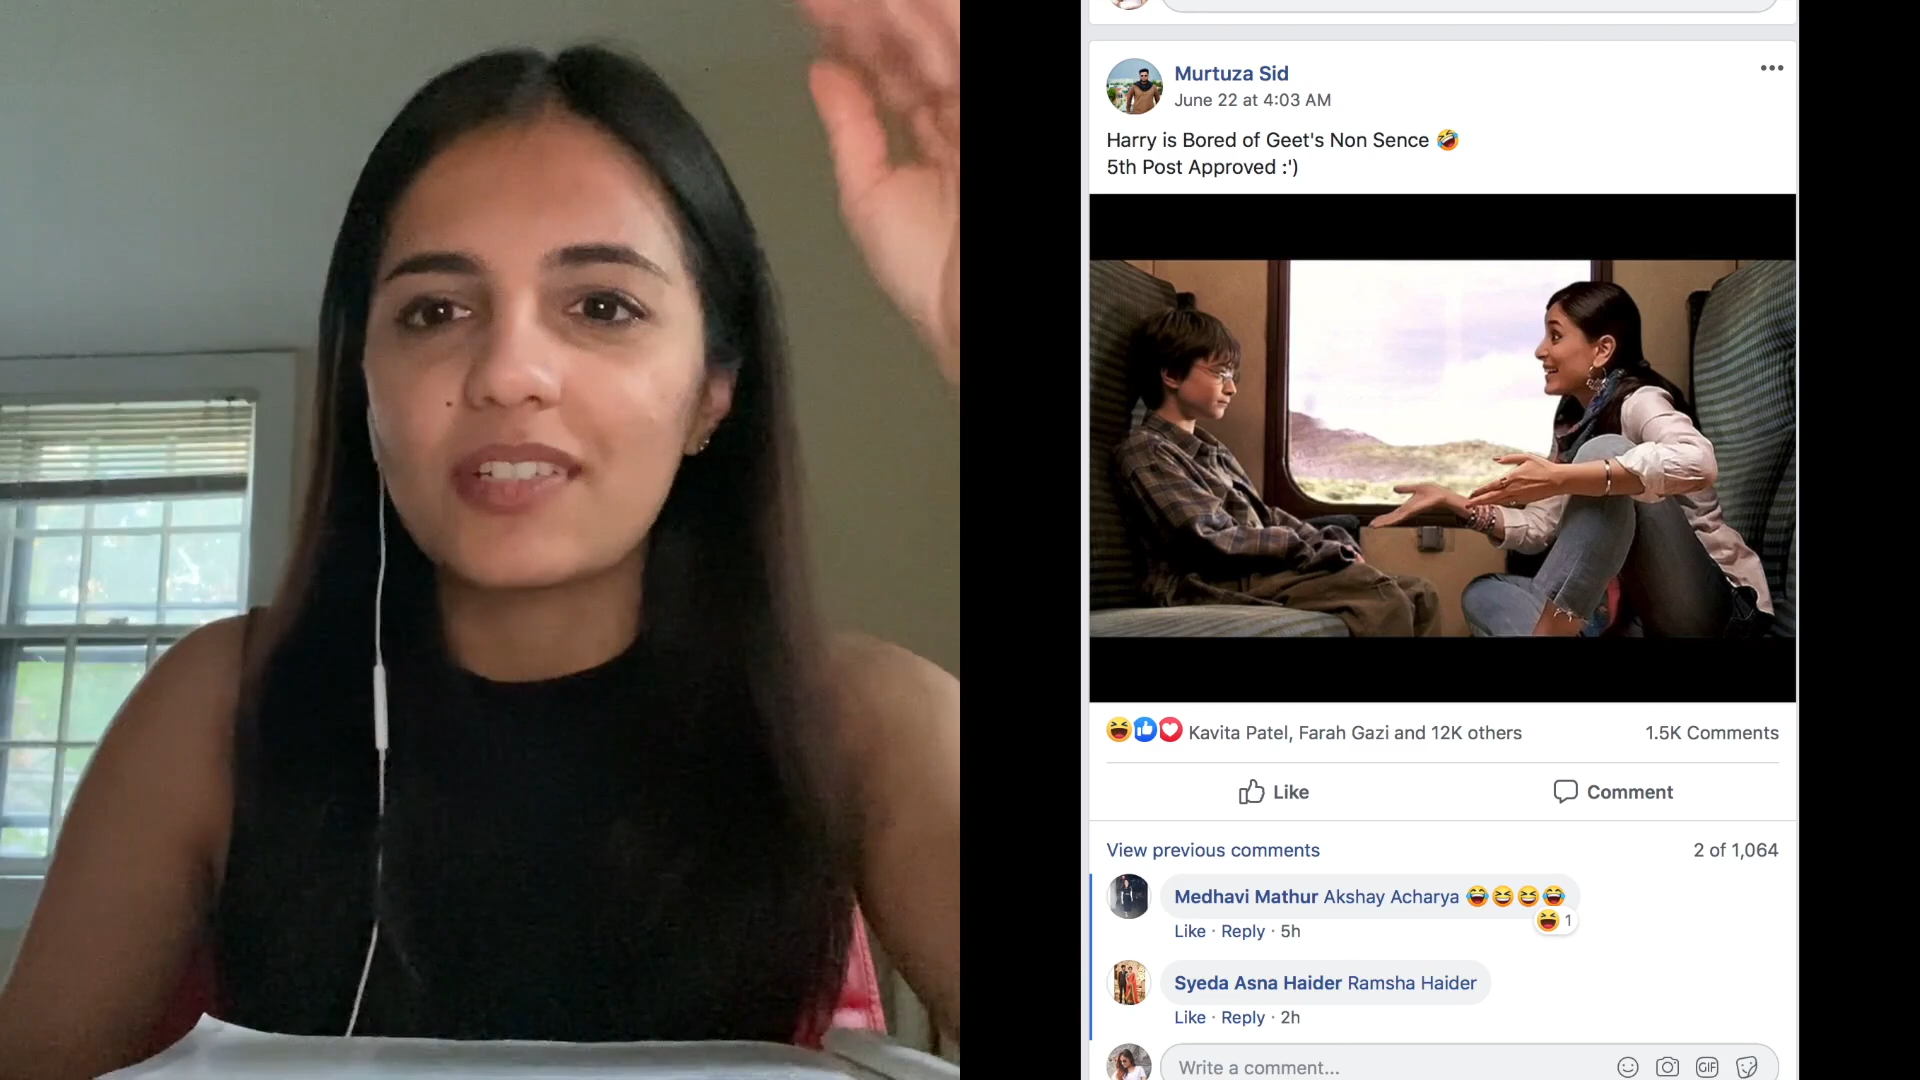 Murtuza Sid
June 22 at 4:03 AM
Harry is Bored of Geet's Non Sence 🤣
5th Post Approved :')
Kavita Patel, Farah Gazi and 12K others
1.5K Comments
Like
Comment
View previous comments
2 of 1,064
Medhavi Mathur Akshay Acharya 😂😆😆😂
1
Like · Reply · 5h
Syeda Asna Haider Ramsha Haider
Like · Reply · 2h
Write a comment...
GIF